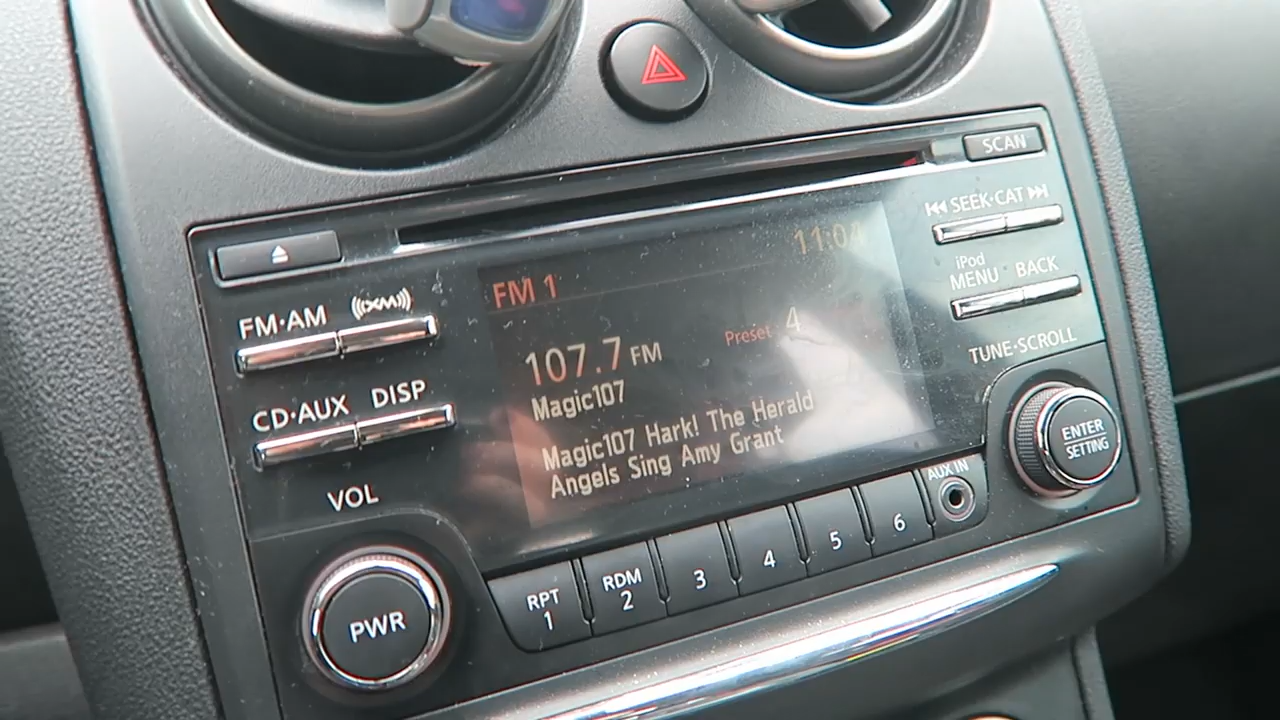 SCAN
SEEK·CAT
iPod
MENU BACK
TUNE·SCROLL
ENTER
SETTING
FM·AM
((XM))
CD·AUX DISP
VOL
PWR
FM 1
11:04
Preset 4
107.7 FM
Magic107
Magic107 Hark! The Herald
Angels Sing Amy Grant
RPT
1
RDM
2
3
4
5
6
AUX IN